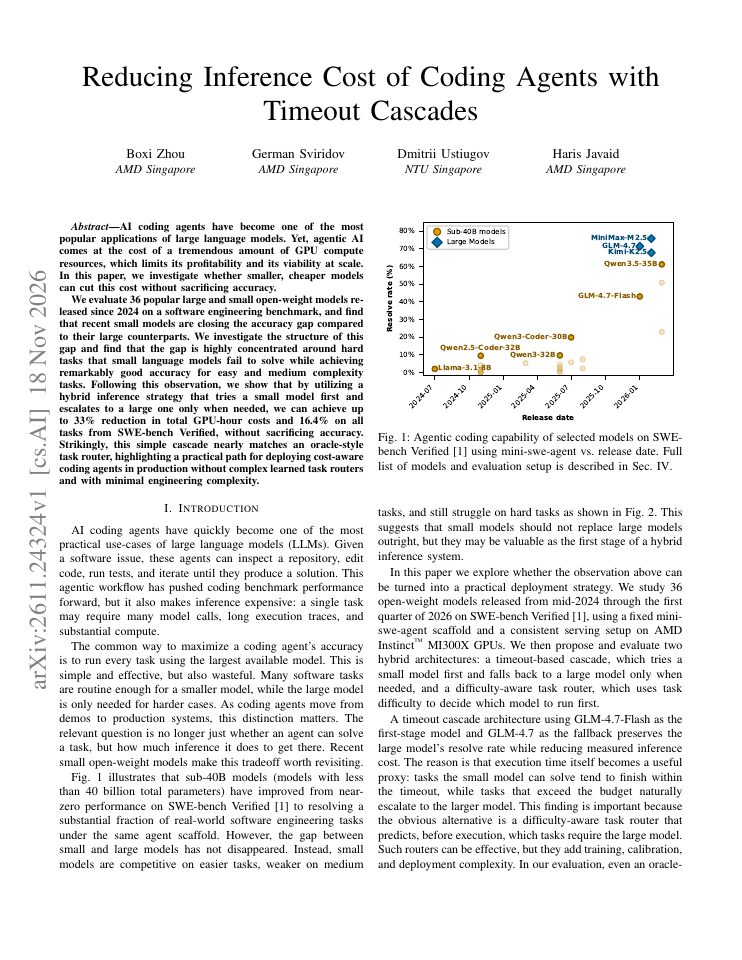 Reducing Inference Cost of Coding Agents with
Timeout Cascades
Boxi Zhou
AMD Singapore
German Sviridov
AMD Singapore
Dmitrii Ustiugov
NTU Singapore
Haris Javaid
AMD Singapore
arXiv:2611.24324v1 [cs.AI] 18 Nov 2026
Abstract—AI coding agents have become one of the most
popular applications of large language models. Yet, agentic AI
comes at the cost of a tremendous amount of GPU compute
resources, which limits its profitability and its viability at scale.
In this paper, we investigate whether smaller, cheaper models
can cut this cost without sacrificing accuracy.
We evaluate 36 popular large and small open-weight models re-
leased since 2024 on a software engineering benchmark, and find
that recent small models are closing the accuracy gap compared
to their large counterparts. We investigate the structure of this
gap and find that the gap is highly concentrated around hard
tasks that small language models fail to solve while achieving
remarkably good accuracy for easy and medium complexity
tasks. Following this observation, we show that by utilizing a
hybrid inference strategy that tries a small model first and
escalates to a large one only when needed, we can achieve up
to 33% reduction in total GPU-hour costs and 16.4% on all
tasks from SWE-bench Verified, without sacrificing accuracy.
Strikingly, this simple cascade nearly matches an oracle-style
task router, highlighting a practical path for deploying cost-aware
coding agents in production without complex learned task routers
and with minimal engineering complexity.
I. INTRODUCTION
AI coding agents have quickly become one of the most
practical use-cases of large language models (LLMs). Given
a software issue, these agents can inspect a repository, edit
code, run tests, and iterate until they produce a solution. This
agentic workflow has pushed coding benchmark performance
forward, but it also makes inference expensive: a single task
may require many model calls, long execution traces, and
substantial compute.
The common way to maximize a coding agent's accuracy
is to run every task using the largest available model. This is
simple and effective, but also wasteful. Many software tasks
are routine enough for a smaller model, while the large model
is only needed for harder cases. As coding agents move from
demos to production systems, this distinction matters. The
relevant question is no longer just whether an agent can solve
a task, but how much inference it does to get there. Recent
small open-weight models make this tradeoff worth revisiting.
Fig. 1 illustrates that sub-40B models (models with less
than 40 billion total parameters) have improved from near-
zero performance on SWE-bench Verified [1] to resolving a
substantial fraction of real-world software engineering tasks
under the same agent scaffold. However, the gap between
small and large models has not disappeared. Instead, small
models are competitive on easier tasks, weaker on medium
Resolve rate (%)
80%
70%
60%
50%
40%
30%
20%
10%
0%
Sub-40B models
Large Models
MiniMax-M2.5
GLM-4.7
Kimi-K2.5
Qwen3.5-35B
GLM-4.7-Flash
Qwen3-Coder-30B
Qwen2.5-Coder-32B
Qwen3-32B
Llama-3.1-8B
2024-07
2024-10
2025-01
2025-04
2025-07
2025-10
2026-01
Release date
Fig. 1: Agentic coding capability of selected models on SWE-
bench Verified [1] using mini-swe-agent vs. release date. Full
list of models and evaluation setup is described in Sec. IV.
tasks, and still struggle on hard tasks as shown in Fig. 2. This
suggests that small models should not replace large models
outright, but they may be valuable as the first stage of a hybrid
inference system.
In this paper we explore whether the observation above can
be turned into a practical deployment strategy. We study 36
open-weight models released from mid-2024 through the first
quarter of 2026 on SWE-bench Verified [1], using a fixed mini-
swe-agent scaffold and a consistent serving setup on AMD
Instinct™ MI300X GPUs. We then propose and evaluate two
hybrid architectures: a timeout-based cascade, which tries a
small model first and falls back to a large model only when
needed, and a difficulty-aware task router, which uses task
difficulty to decide which model to run first.
A timeout cascade architecture using GLM-4.7-Flash as the
first-stage model and GLM-4.7 as the fallback preserves the
large model's resolve rate while reducing measured inference
cost. The reason is that execution time itself becomes a useful
proxy: tasks the small model can solve tend to finish within
the timeout, while tasks that exceed the budget naturally
escalate to the larger model. This finding is important because
the obvious alternative is a difficulty-aware task router that
predicts, before execution, which tasks require the large model.
Such routers can be effective, but they add training, calibration,
and deployment complexity. In our evaluation, even an oracle-